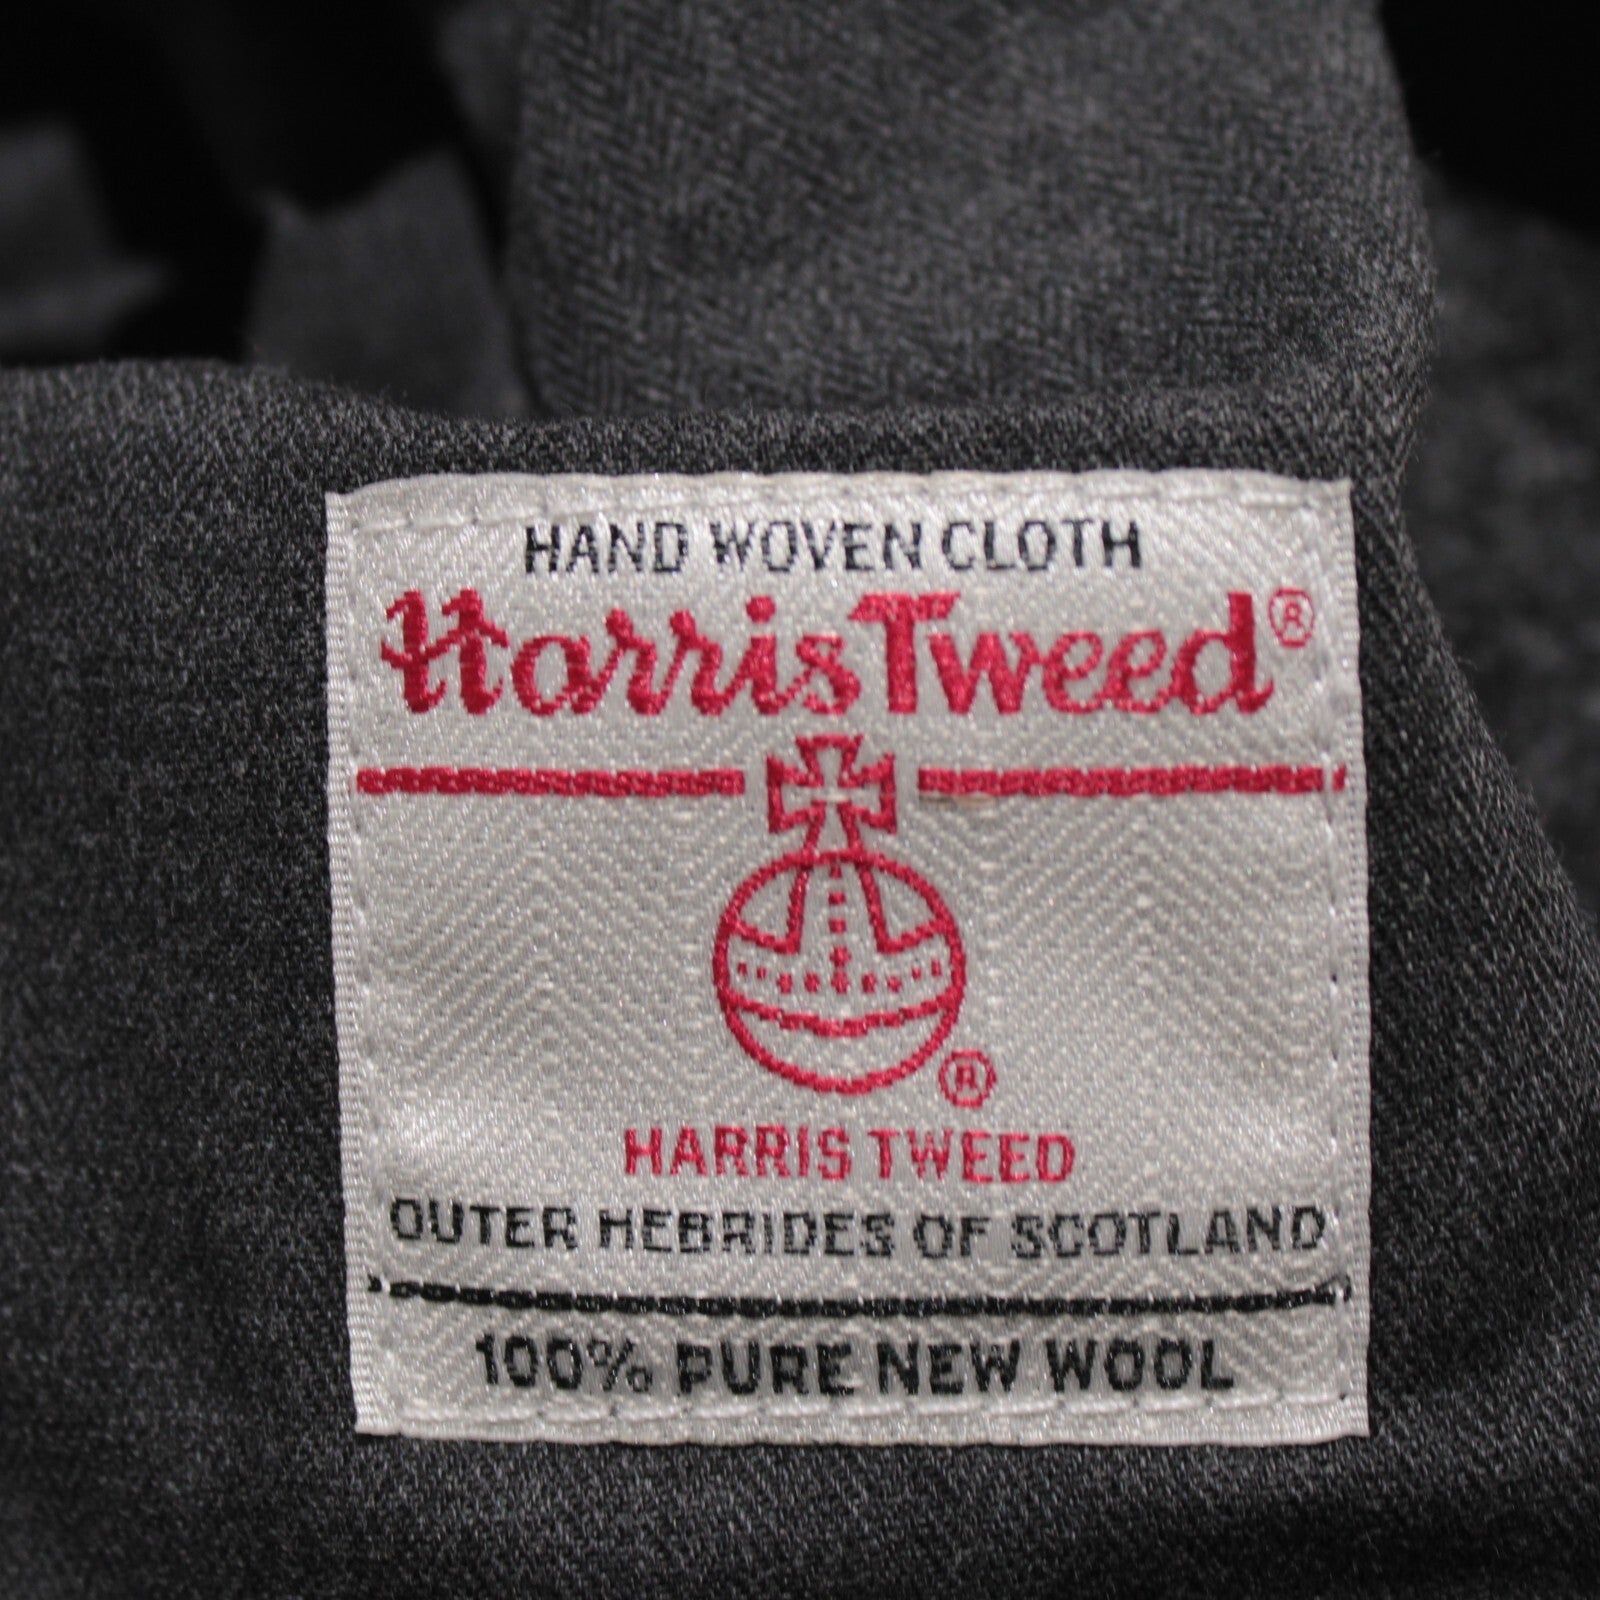 HAND WOVEN CLOTH
Harris Tweed®
®
HARRIS TWEED
OUTER HEBRIDES OF SCOTLAND
100% PURE NEW WOOL